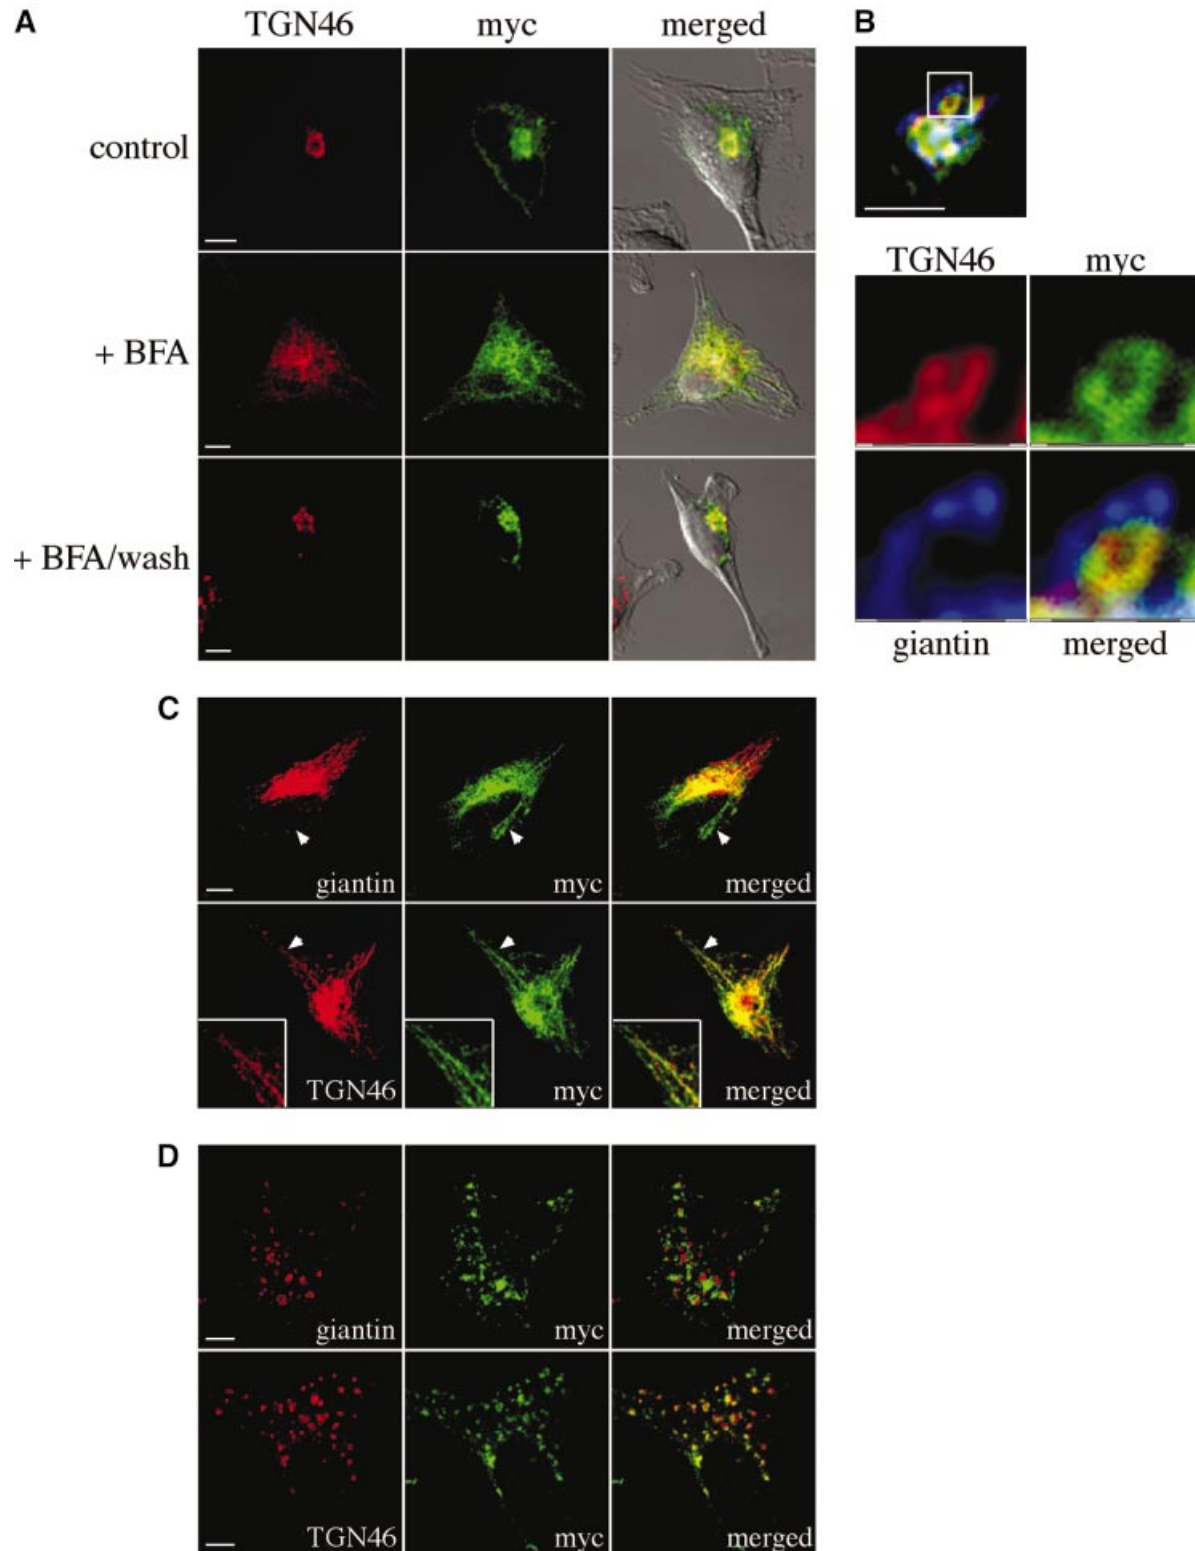 A
TGN46 myc merged
control
+ BFA
+ BFA/wash
B
TGN46 myc
giantin merged
C
giantin myc merged
TGN46 myc merged
D
giantin myc merged
TGN46 myc merged